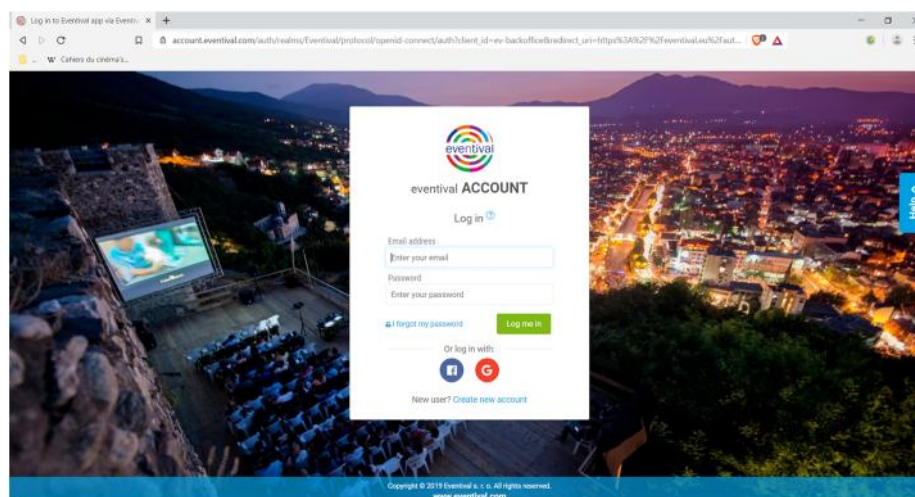 Log in to Eventival app via Eventiv
account.eventival.com/auth/realms/Eventival/protocol/openid-connect/auth?client_id=ev-backoffice&redirect_uri=https%3A%2F%2Feventival.eu%2Faut...
W Cahiers du cinéma's...
eventival
eventival ACCOUNT
Log in ?
Email address
Enter your email
Password
Enter your password
I forgot my password
Log me in
Or log in with:
f G
New user? Create new account
Help
Copyright © 2019 Eventival s. r. o. All rights reserved.
www.eventival.com